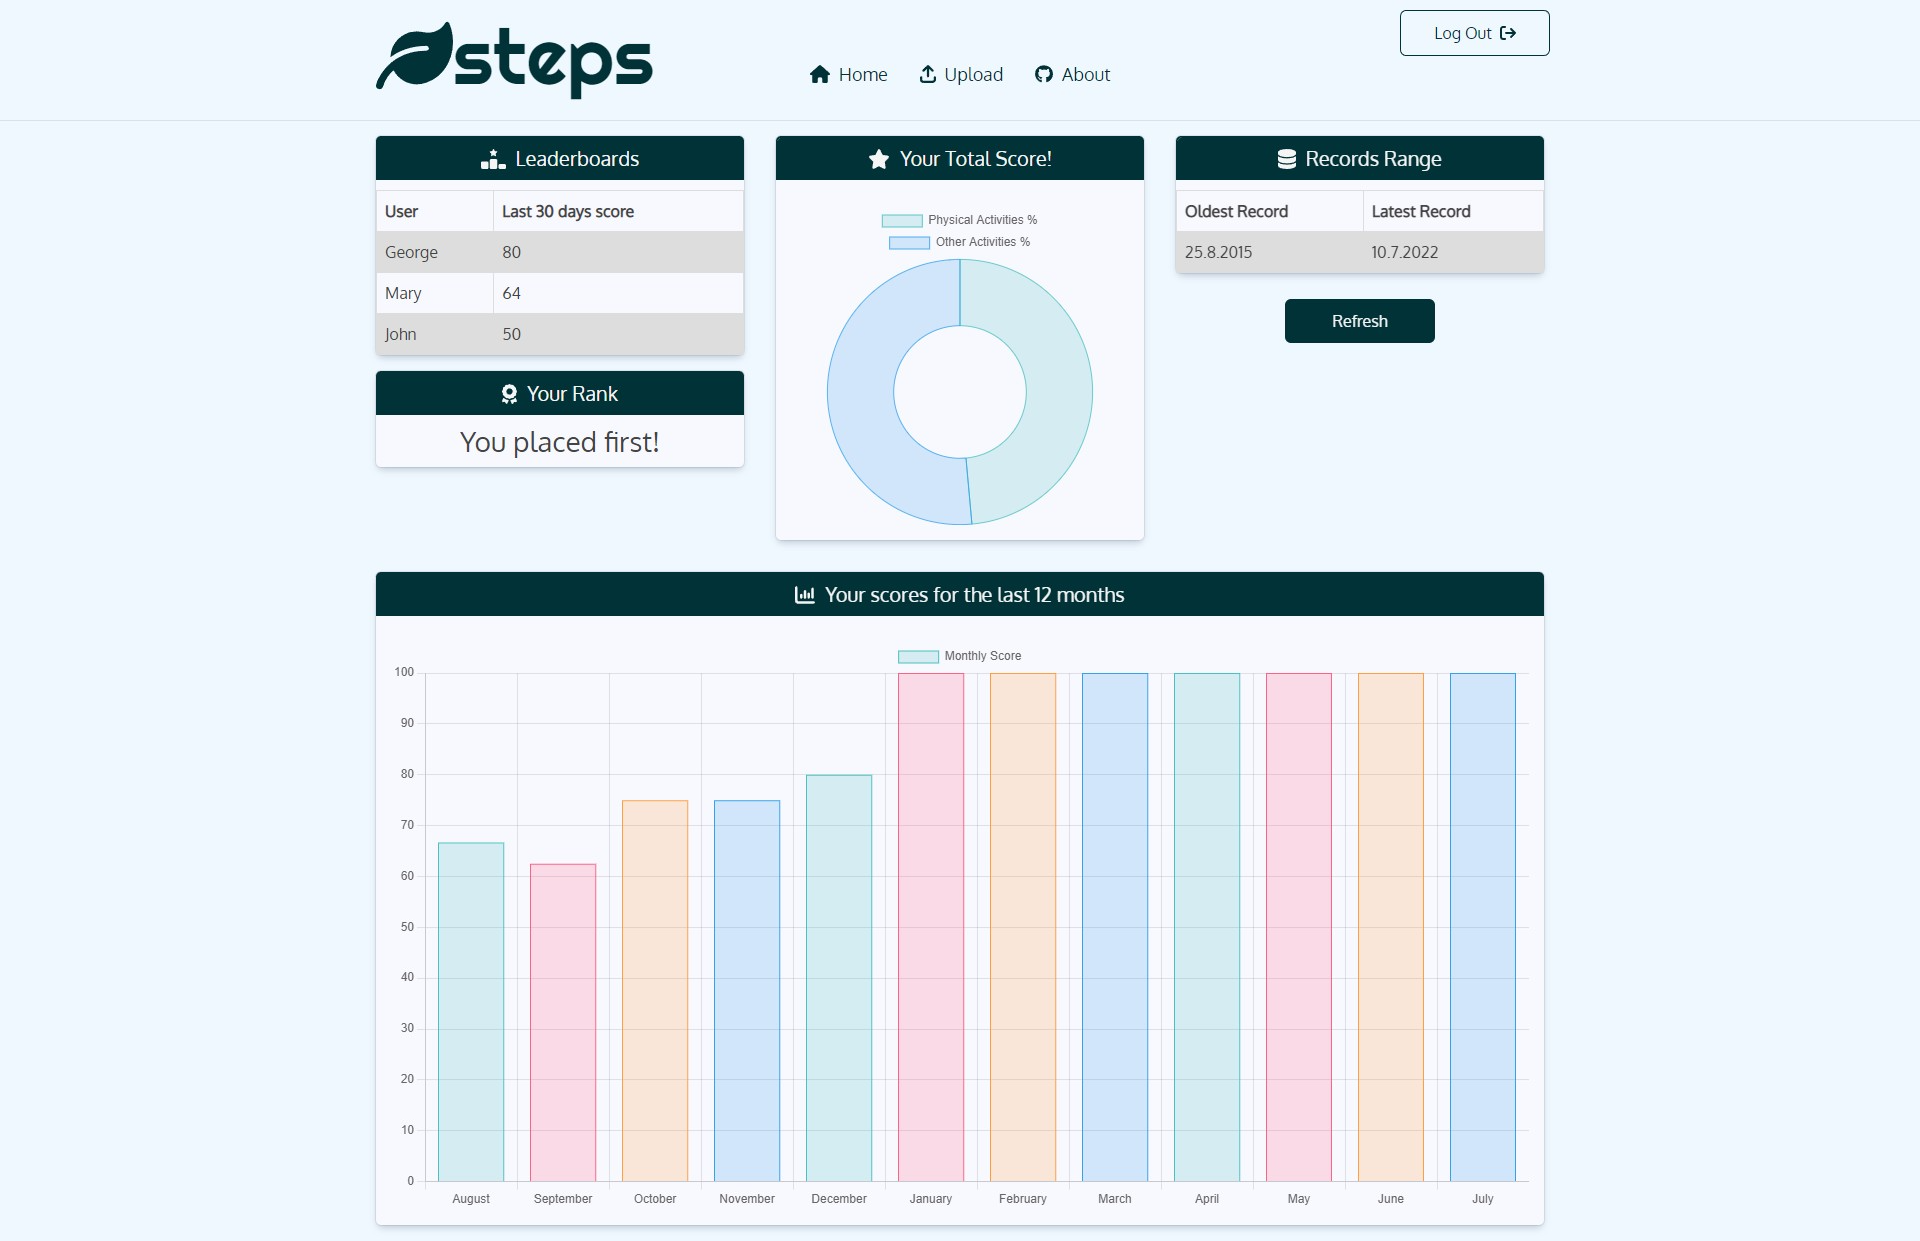 steps
Home
Upload
About
Log Out
Leaderboards
User Last 30 days score
George 80
Mary 64
John 50
Your Rank
You placed first!
Your Total Score!
Physical Activities %
Other Activities %
Records Range
Oldest Record Latest Record
25.8.2015 10.7.2022
Refresh
Your scores for the last 12 months
Monthly Score
100
90
80
70
60
50
40
30
20
10
0
August September October November December January February March April May June July